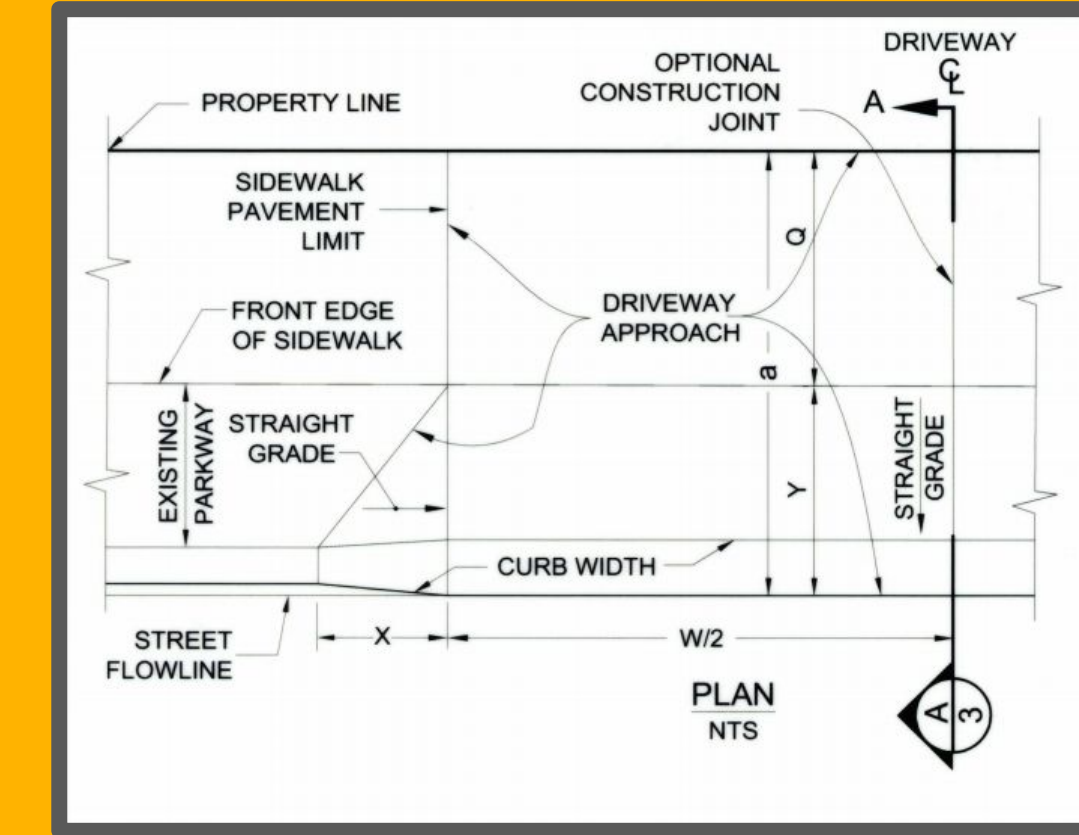 DRIVEWAY
℄
OPTIONAL
CONSTRUCTION
JOINT
A
PROPERTY LINE
SIDEWALK
PAVEMENT
LIMIT
Q
FRONT EDGE
OF SIDEWALK
DRIVEWAY
APPROACH
a
EXISTING
PARKWAY
STRAIGHT
GRADE
Y
STRAIGHT
GRADE
CURB WIDTH
STREET
FLOWLINE
X
W/2
PLAN
NTS
A
3